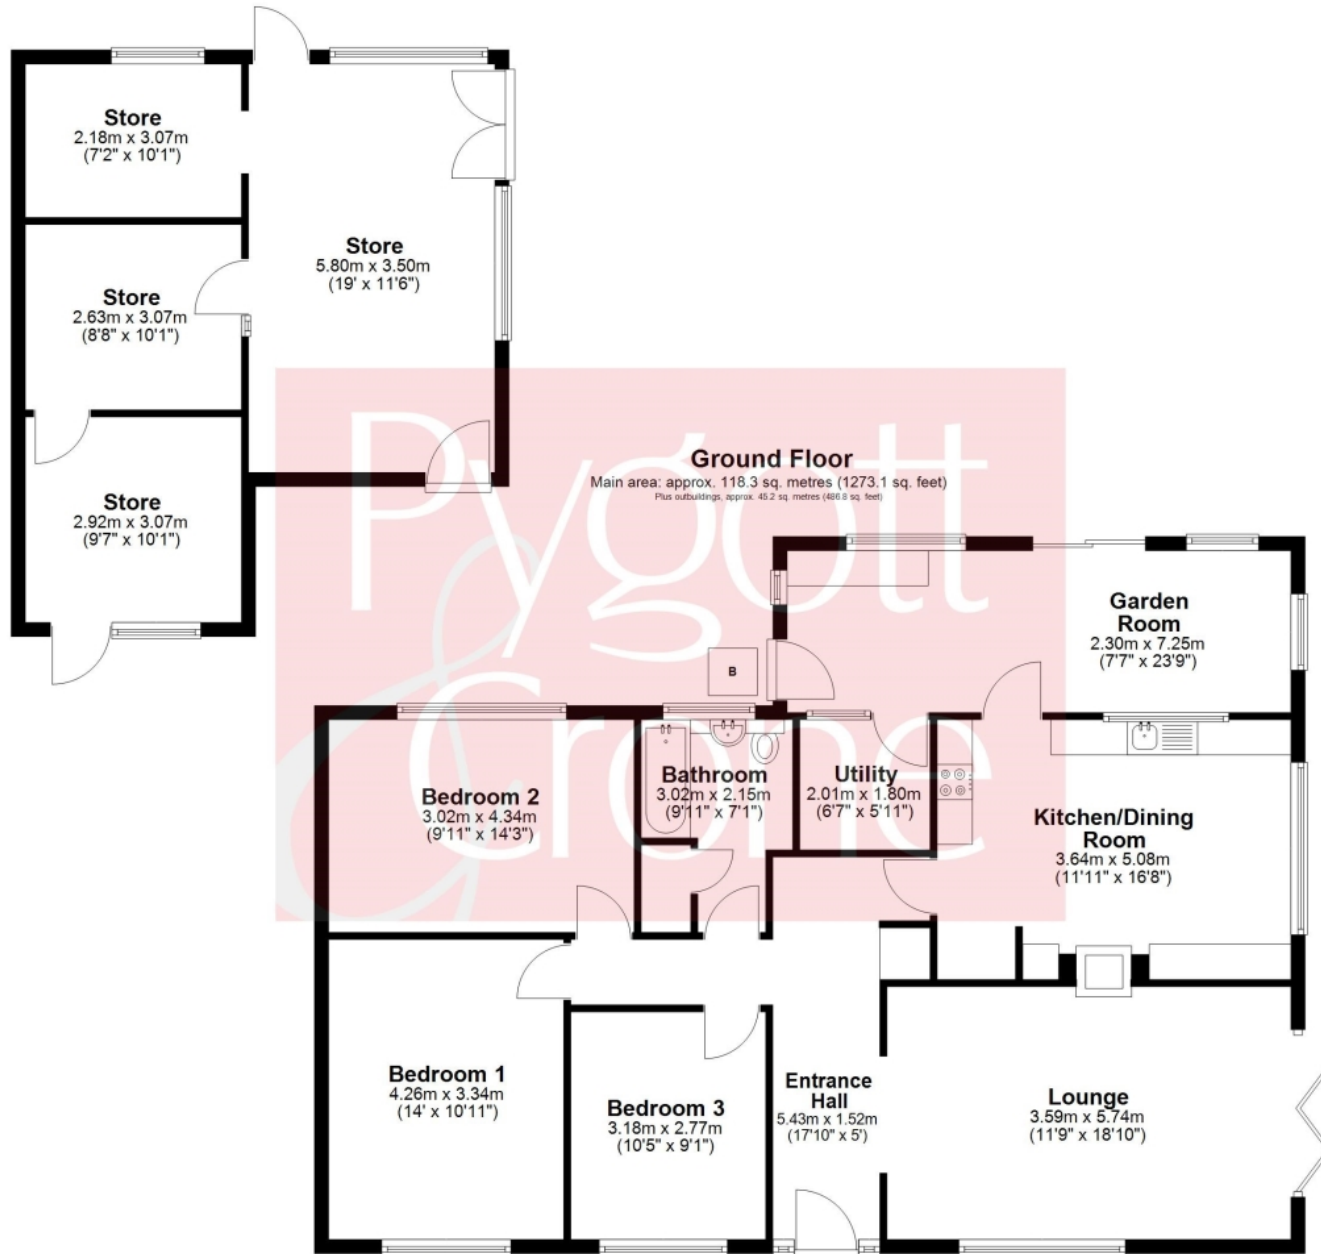 Store
2.18m x 3.07m
(7'2" x 10'1")
Store
5.80m x 3.50m
(19' x 11'6")
Store
2.63m x 3.07m
(8'8" x 10'1")
Store
2.92m x 3.07m
(9'7" x 10'1")
Pygott
& Crone
Ground Floor
Main area: approx. 118.3 sq. metres (1273.1 sq. feet)
Plus outbuildings, approx. 45.2 sq. metres (486.8 sq. feet)
Garden
Room
2.30m x 7.25m
(7'7" x 23'9")
B
Bedroom 2
3.02m x 4.34m
(9'11" x 14'3")
Bathroom
3.02m x 2.15m
(9'11" x 7'1")
Utility
2.01m x 1.80m
(6'7" x 5'11")
Kitchen/Dining
Room
3.64m x 5.08m
(11'11" x 16'8")
Bedroom 1
4.26m x 3.34m
(14' x 10'11")
Bedroom 3
3.18m x 2.77m
(10'5" x 9'1")
Entrance
Hall
5.43m x 1.52m
(17'10" x 5')
Lounge
3.59m x 5.74m
(11'9" x 18'10")